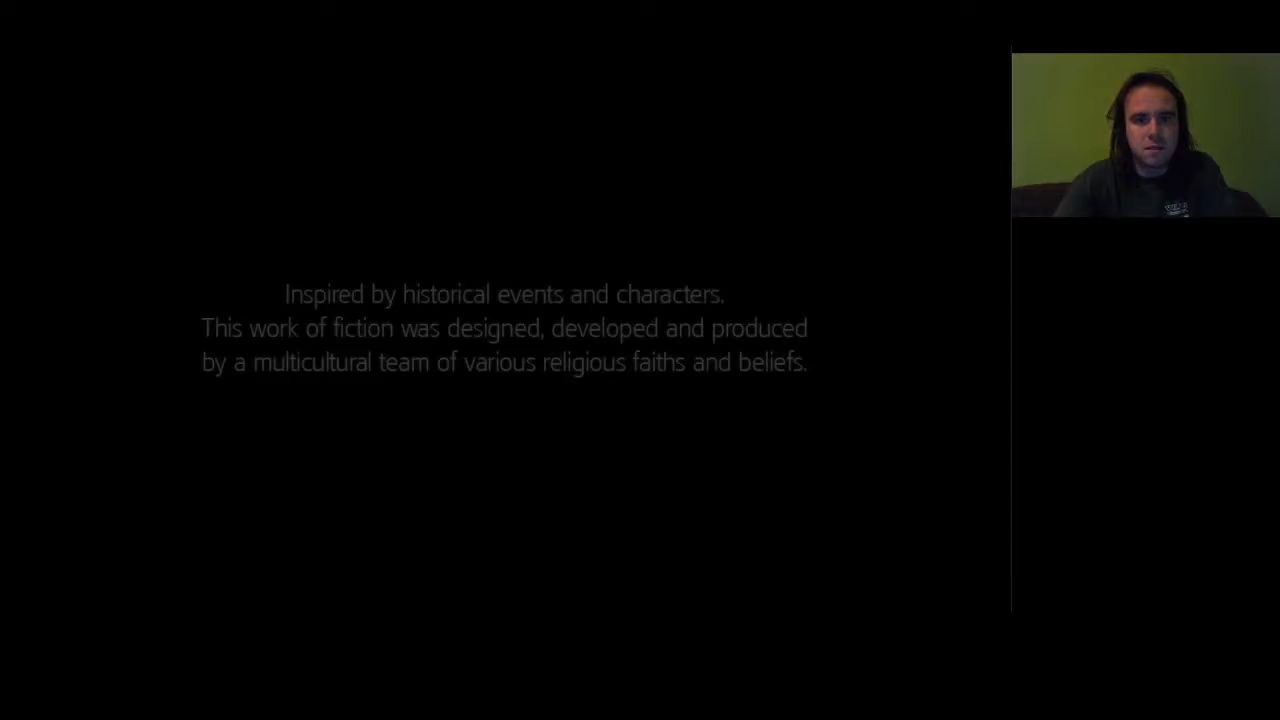 Inspired by historical events and characters.
This work of fiction was designed, developed and produced
by a multicultural team of various religious faiths and beliefs.